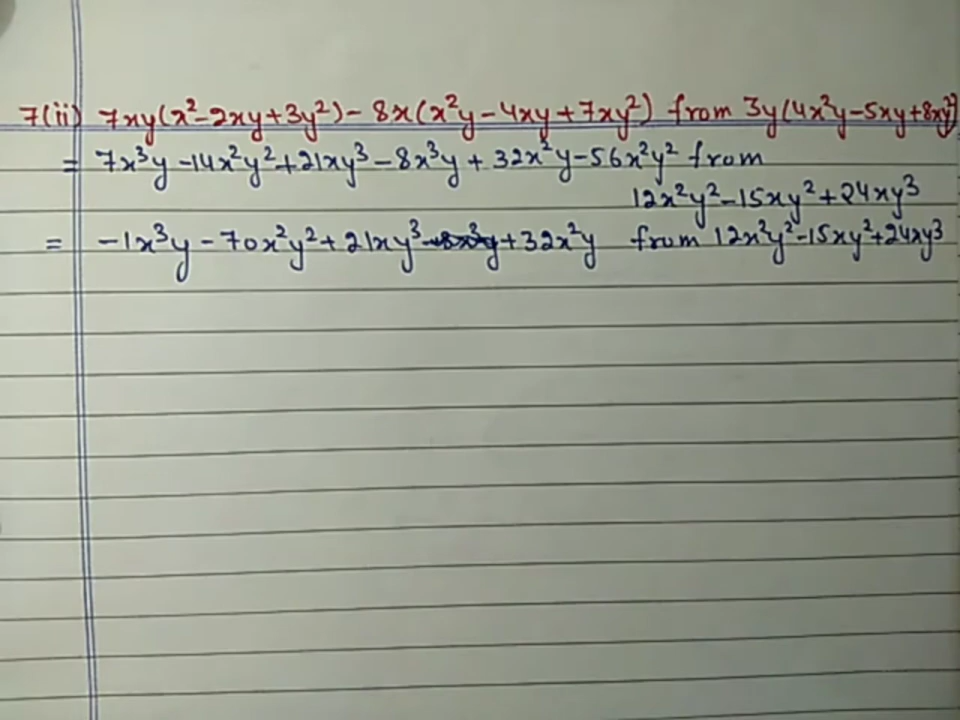 7(ii) 7xy(x²-2xy+3y²)-8x(x²y-4xy+7xy²) from 3y(4x²y-5xy+8xy²)
= 7x³y-14x²y²+21xy³-8x³y+32x²y-56x²y² from
12x²y²-15xy²+24xy³
= -1x³y-70x²y²+21xy³-8x³y+32x²y from 12x²y²-15xy²+24xy³